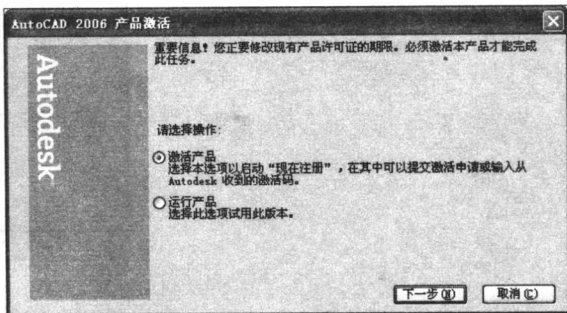 AutoCAD 2006 产品激活
Autodesk
重要信息! 您正要修改现有产品许可证的期限。必须激活本产品才能完成
此任务。
请选择操作:
激活产品
选择本选项以启动“现在注册”，在其中可以提交激活申请或输入从
Autodesk 收到的激活码。
运行产品
选择此选项试用此版本。
下一步(N)
取消(C)